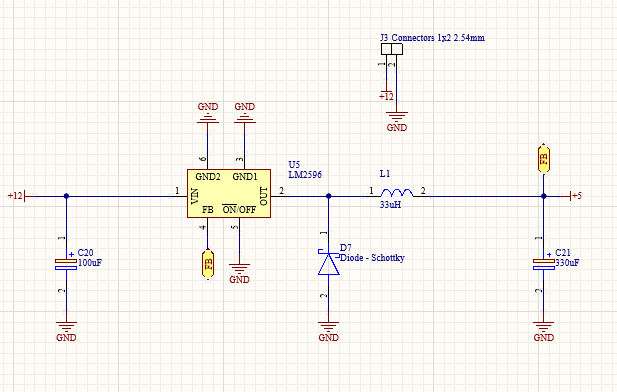 J3 Connectors 1x2 2.54mm
1
2
+12
GND
GND
GND
6
3
U5
LM2596
GND2
GND1
L1
FB
+12
1
VIN
OUT
2
1
2
+5
33uH
FB
ON/OFF
4
5
FB
GND
1
+
C20
100uF
2
GND
1
D7
Diode - Schottky
2
GND
1
+
C21
330uF
2
GND